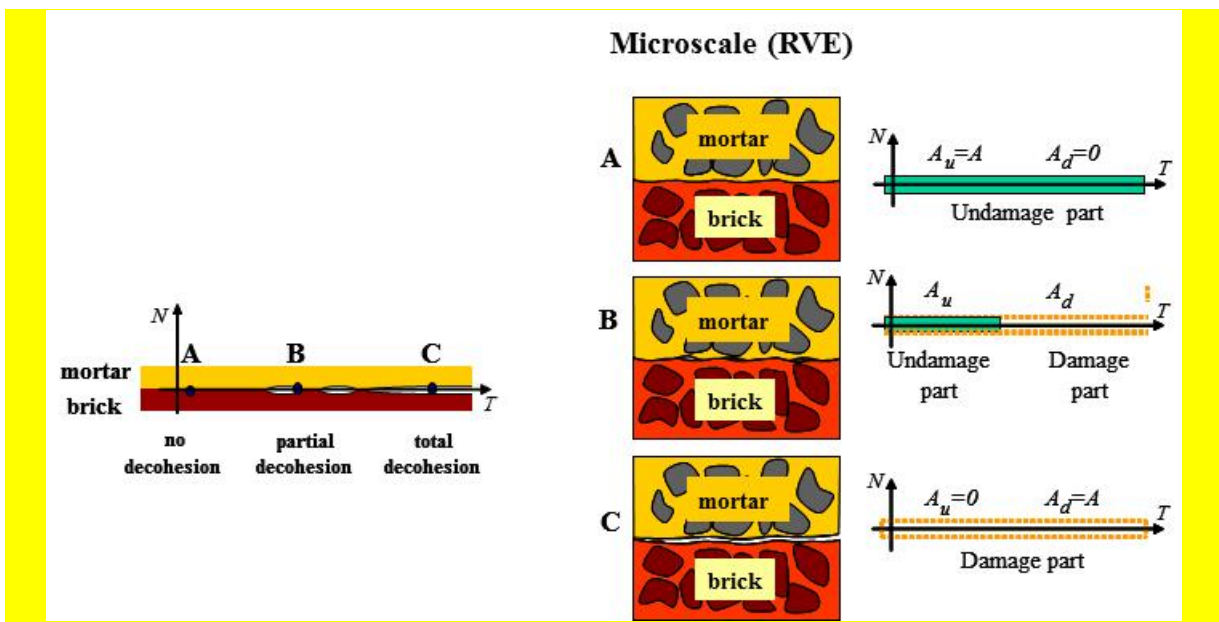 Microscale (RVE)
N
A B C
mortar
brick
T
no
decohesion
partial
decohesion
total
decohesion
A
mortar
brick
N
A_u=A A_d=0
T
Undamage part
B
mortar
brick
N
A_u A_d
T
Undamage
part
Damage
part
C
mortar
brick
N
A_u=0 A_d=A
T
Damage part